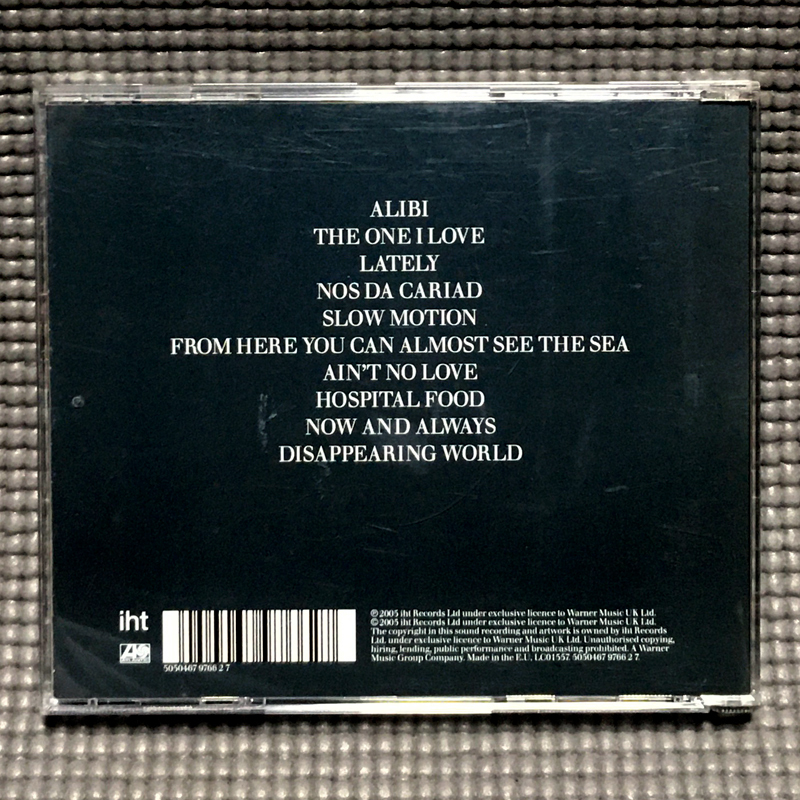 ALIBI
THE ONE I LOVE
LATELY
NOS DA CARIAD
SLOW MOTION
FROM HERE YOU CAN ALMOST SEE THE SEA
AIN'T NO LOVE
HOSPITAL FOOD
NOW AND ALWAYS
DISAPPEARING WORLD
iht
5050467 9766 2 7
℗ 2005 iht Records Ltd under exclusive licence to Warner Music UK Ltd.
© 2005 iht Records Ltd under exclusive licence to Warner Music UK Ltd.
The copyright in this sound recording and artwork is owned by iht Records
Ltd. under exclusive licence to Warner Music UK Ltd. Unauthorised copying,
hiring, lending, public performance and broadcasting prohibited. A Warner
Music Group Company. Made in the E.U. LC01557. 5050467 9766 2 7.